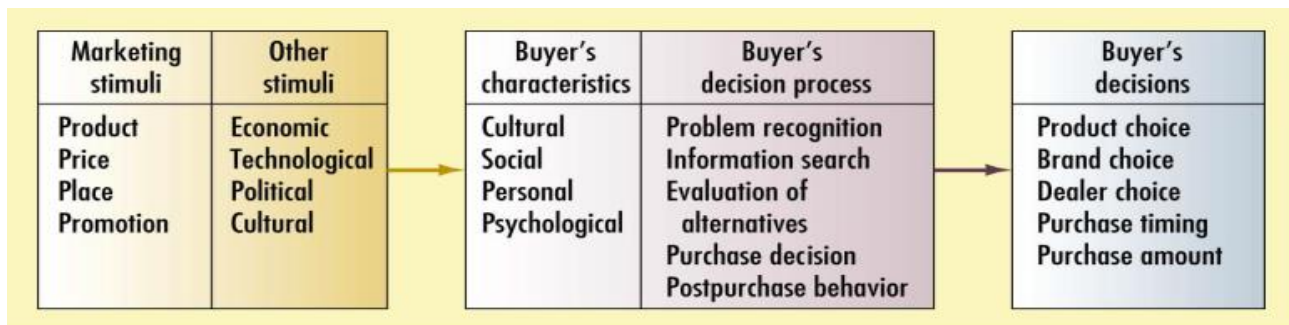 Marketing
stimuli
Product
Price
Place
Promotion
Other
stimuli
Economic
Technological
Political
Cultural
Buyer's
characteristics
Cultural
Social
Personal
Psychological
Buyer's
decision process
Problem recognition
Information search
Evaluation of
alternatives
Purchase decision
Postpurchase behavior
Buyer's
decisions
Product choice
Brand choice
Dealer choice
Purchase timing
Purchase amount